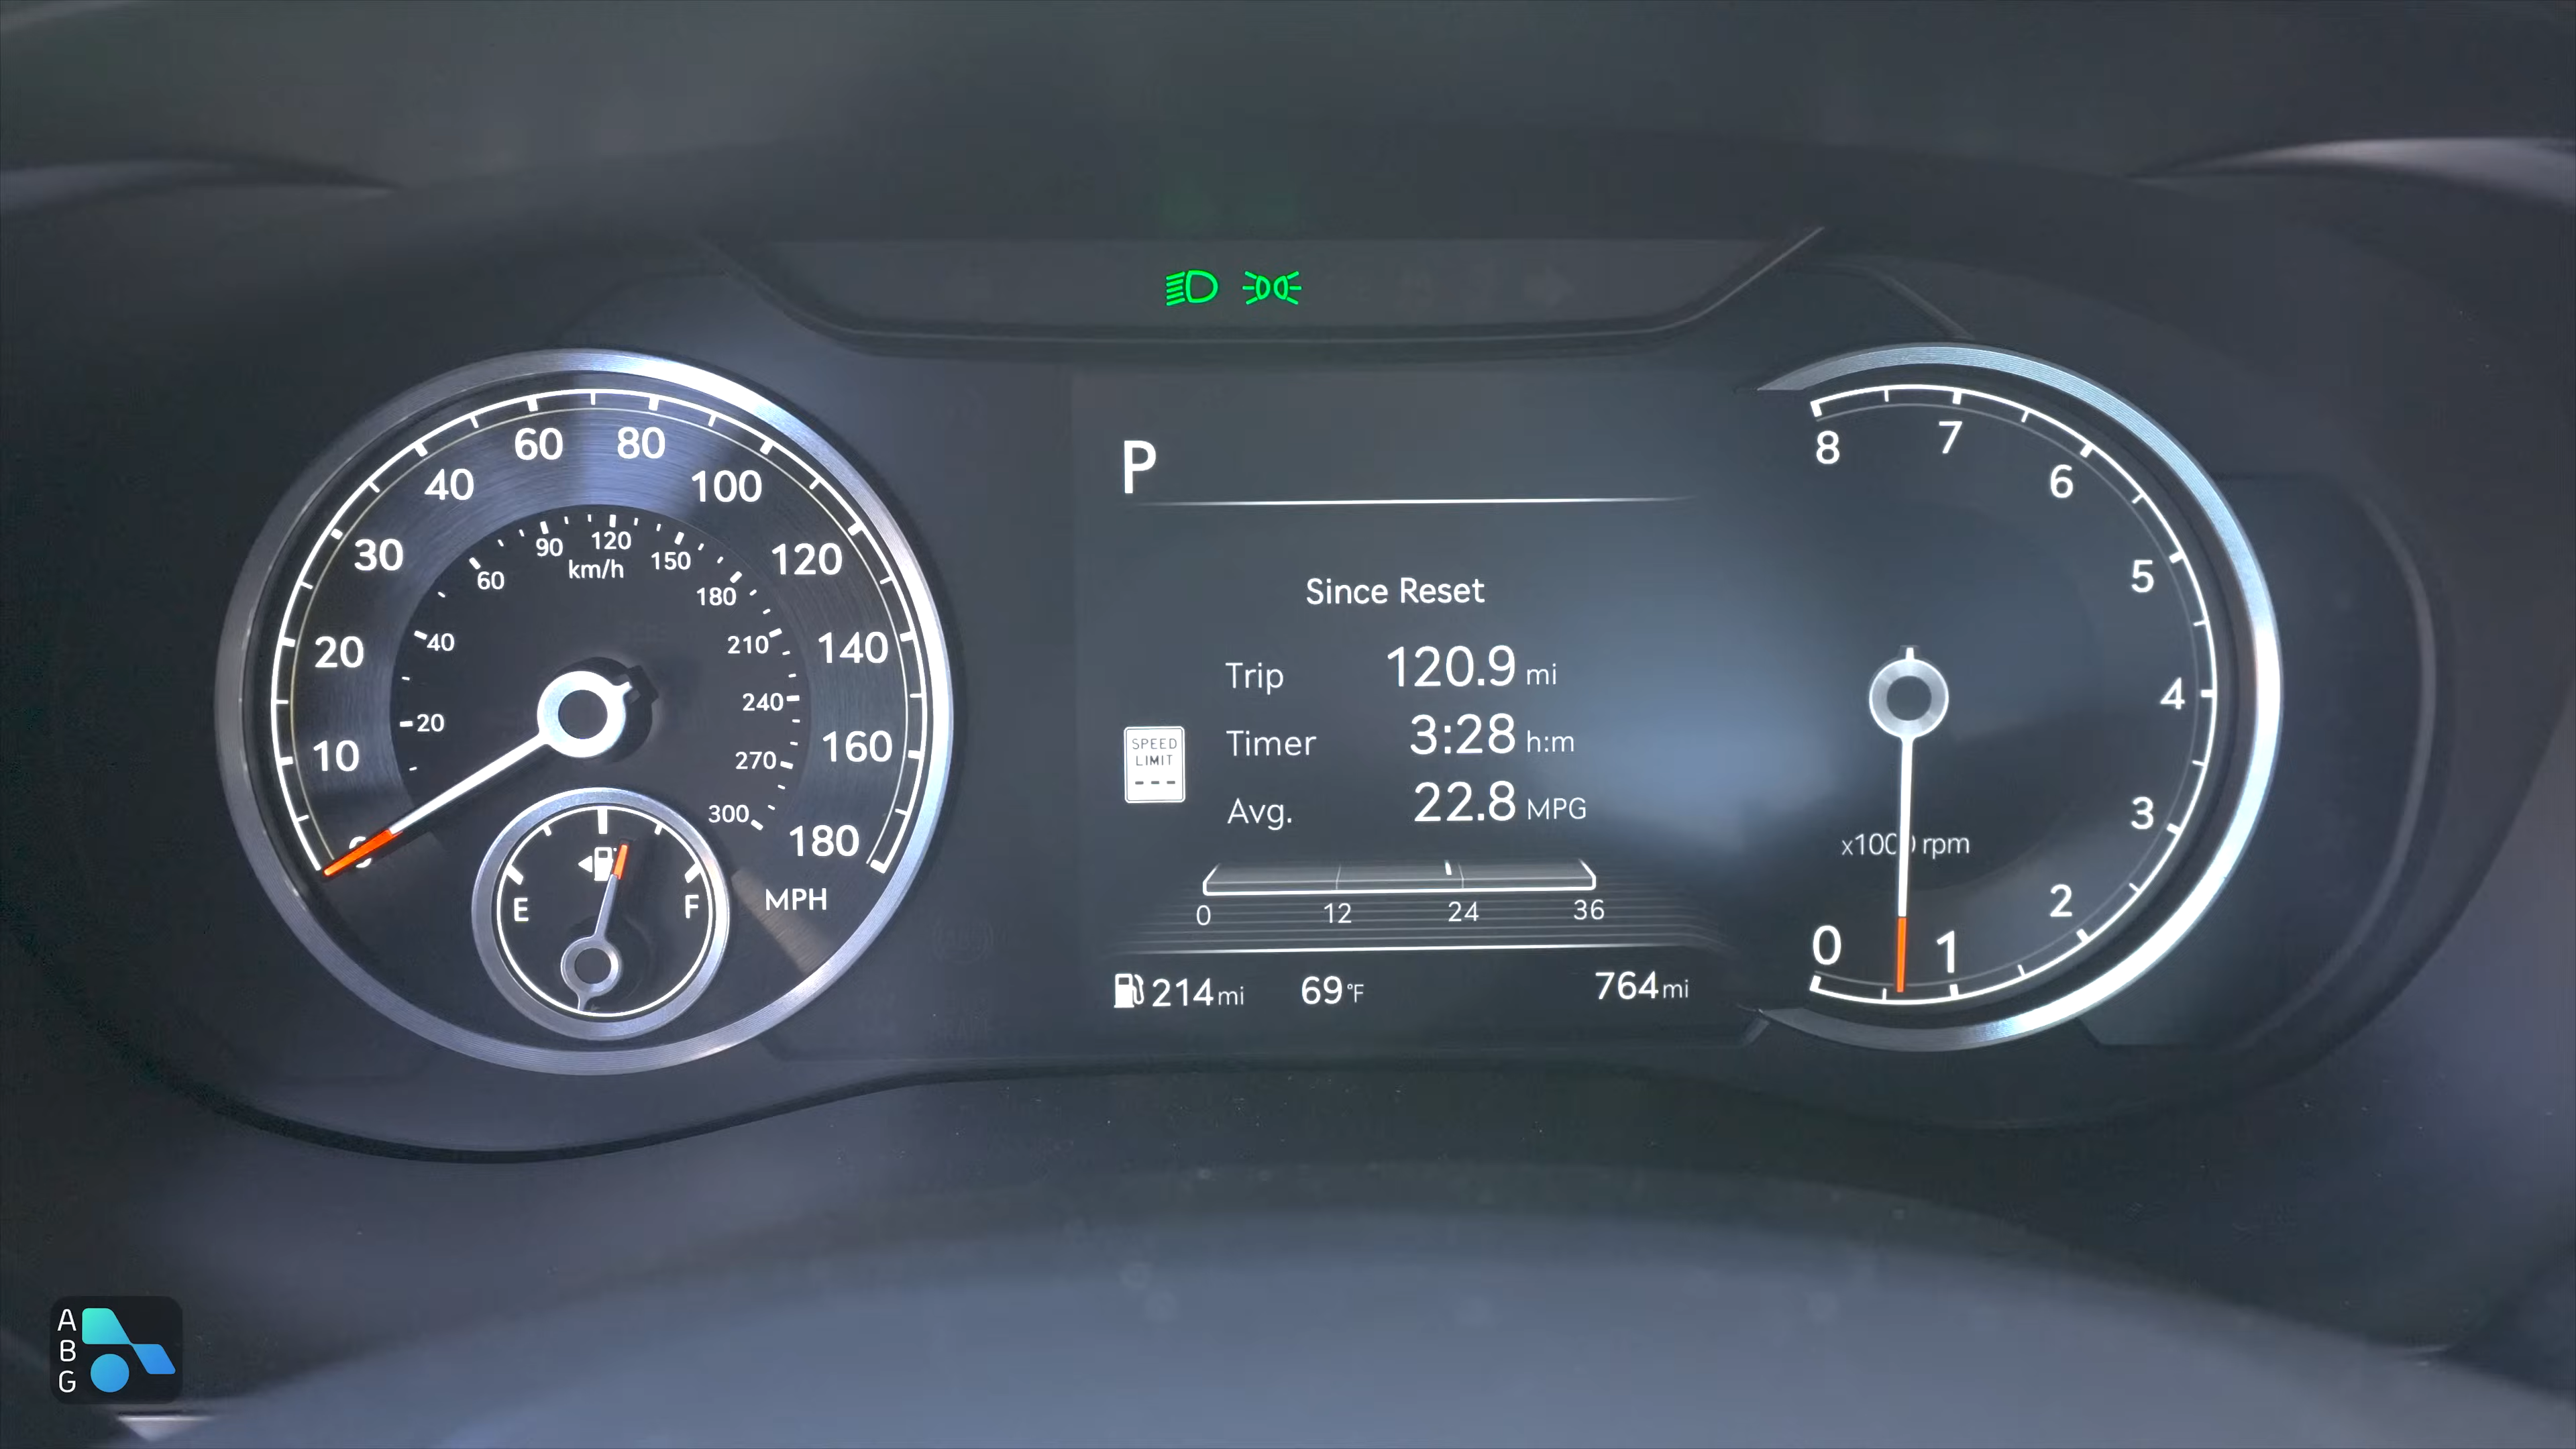 60 80
40 100
30 120
20 140
10 160
0 180
MPH
60 90 120 150 180
km/h
40 210
20 240
270
300
E F
P
Since Reset
Trip 120.9 mi
Timer 3:28 h:m
Avg. 22.8 MPG
SPEED
LIMIT
---
0 12 24 36
214 mi 69°F 764 mi
8 7
6
5
4
3
2
0 1
rpm
A
B
G